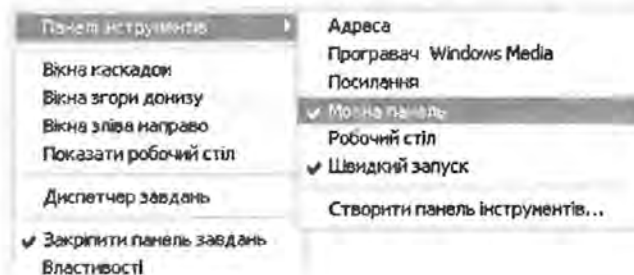 Панелі інструментів
Вікна каскадом
Вікна згори донизу
Вікна зліва направо
Показати робочий стіл
Диспетчер завдань
Закріпити панель завдань
Властивості
Адреса
Програвач Windows Media
Посилання
Мовна панель
Робочий стіл
Швидкий запуск
Створити панель інструментів...